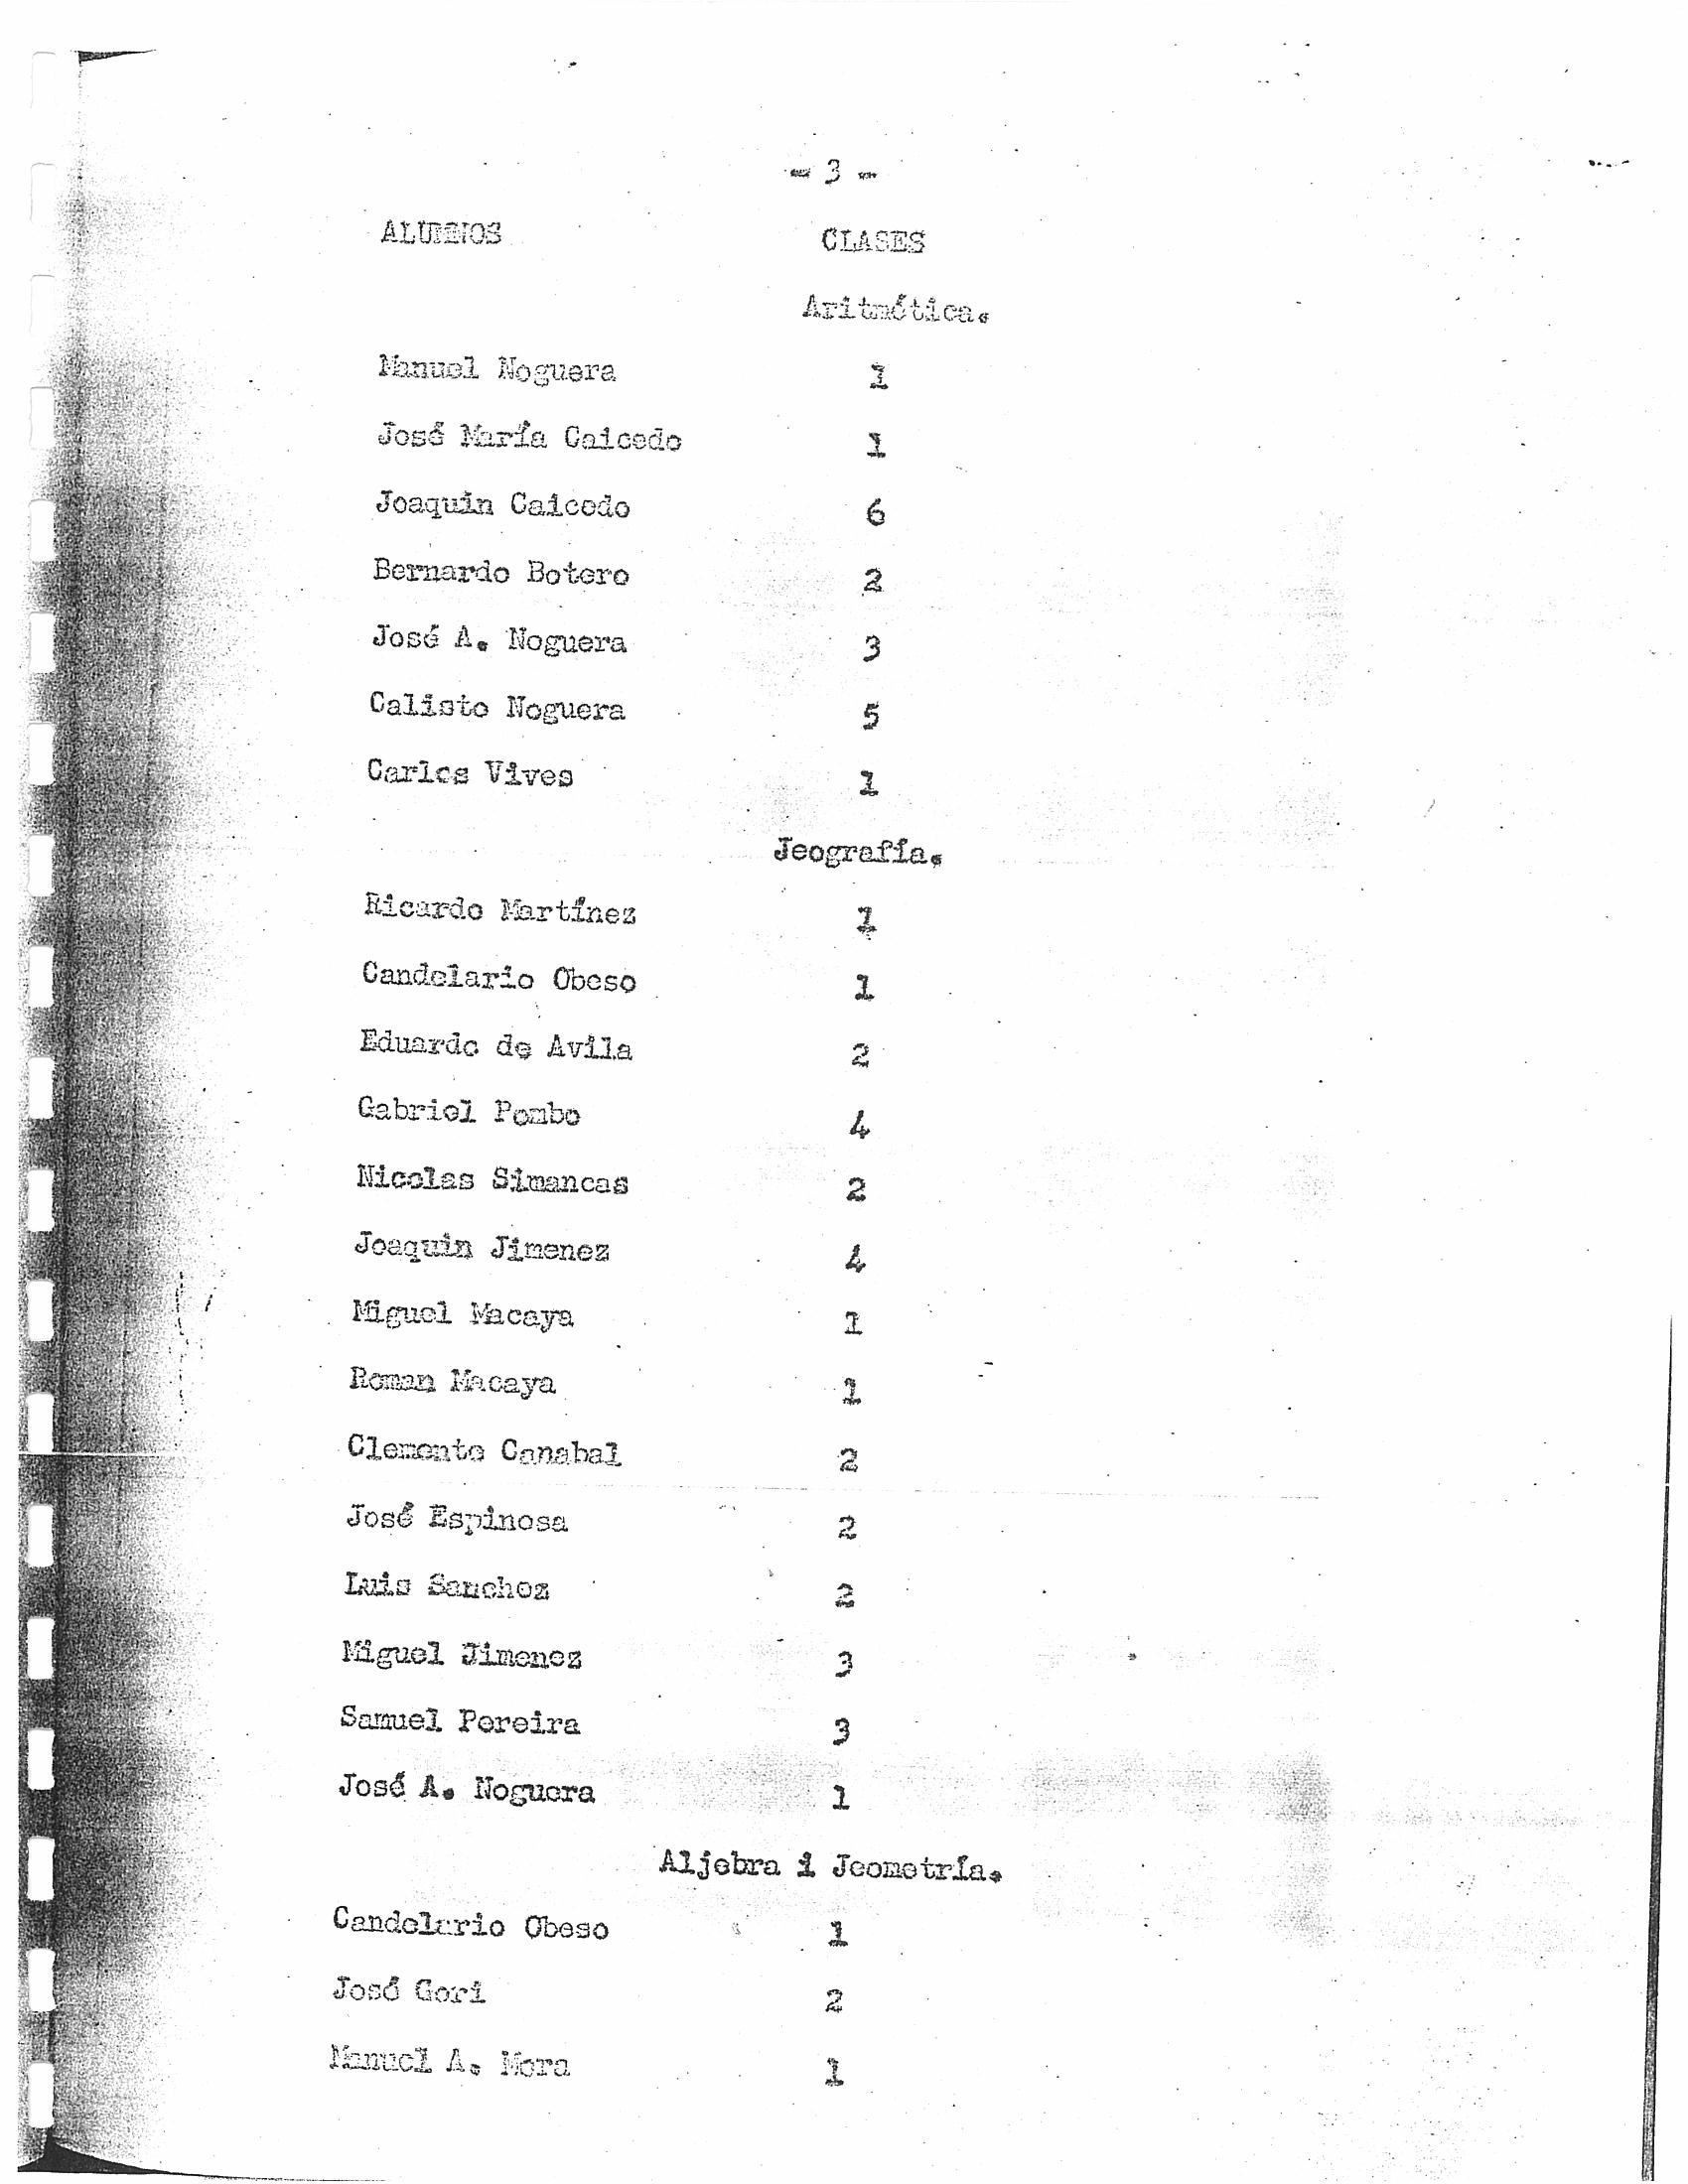 - 3 -
ALUMNOS CLASES
Aritmética.
Manuel Noguera 1
José María Caicedo 1
Joaquin Caicedo 6
Bernardo Botero 2
José A. Noguera 3
Calisto Noguera 5
Carlos Vives 1
Jeografía.
Ricardo Martínez 1
Candelario Obeso 1
Eduardo de Avila 2
Gabriel Pombo 4
Nicolas Simancas 2
Joaquin Jimenez 4
Miguel Macaya 1
Roman Macaya 1
Clemente Canabal 2
José Espinosa 2
Luis Sanchez 2
Miguel Jimenez 3
Samuel Pereira 3
José A. Noguera 1
Aljebra i Jeometría.
Candelario Obeso 1
José Gori 2
Manuel A. Mora 1